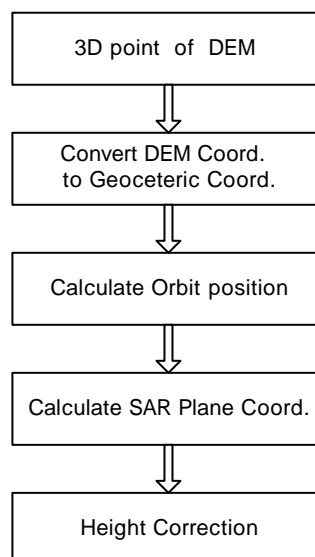 3D point of DEM
Convert DEM Coord.
to Geoceteric Coord.
Calculate Orbit position
Calculate SAR Plane Coord.
Height Correction